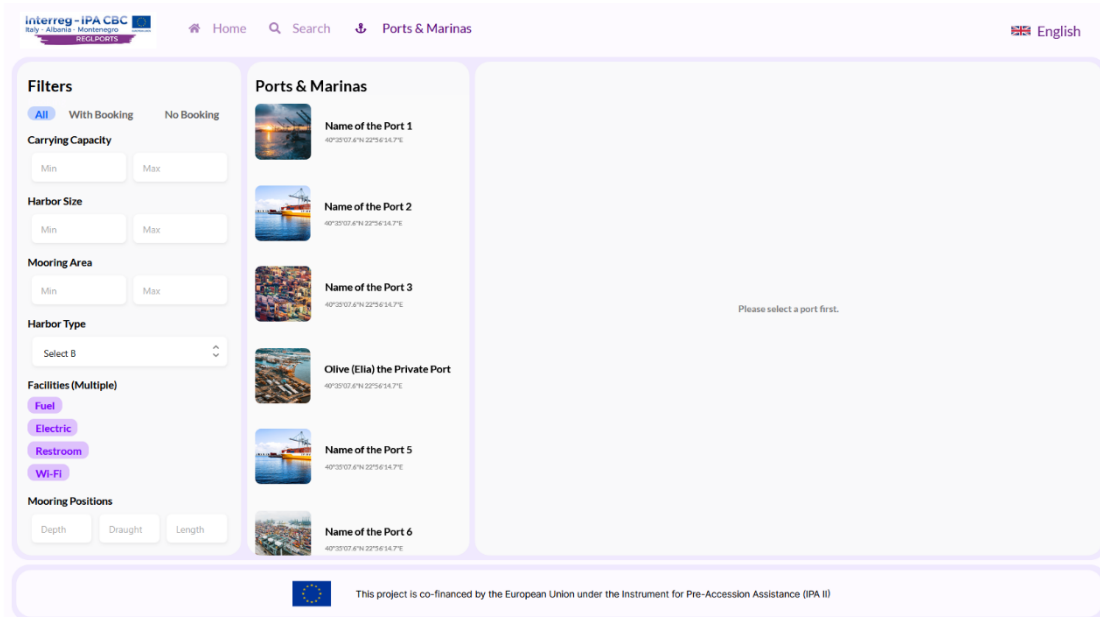 Interreg - IPA CBC
Italy - Albania - Montenegro
REGLPORTS
Home
Search
Ports & Marinas
English
Filters
All With Booking No Booking
Carrying Capacity
Min Max
Harbor Size
Min Max
Mooring Area
Min Max
Harbor Type
Select B
Facilities (Multiple)
Fuel
Electric
Restroom
Wi-Fi
Mooring Positions
Depth Draught Length
Ports & Marinas
Name of the Port 1
40°35'07.6"N 22°56'14.7"E
Name of the Port 2
40°35'07.6"N 22°56'14.7"E
Name of the Port 3
40°35'07.6"N 22°56'14.7"E
Olive (Elia) the Private Port
40°35'07.6"N 22°56'14.7"E
Name of the Port 5
40°35'07.6"N 22°56'14.7"E
Name of the Port 6
40°35'07.6"N 22°56'14.7"E
Please select a port first.
This project is co-financed by the European Union under the Instrument for Pre-Accession Assistance (IPA II)